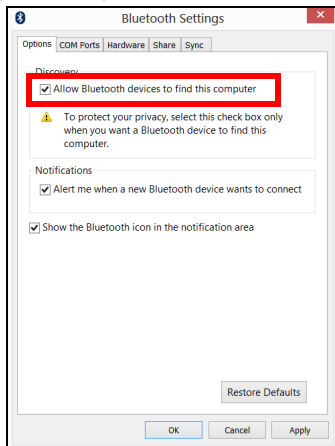 Bluetooth Settings
Options COM Ports Hardware Share Sync
Discovery
Allow Bluetooth devices to find this computer
To protect your privacy, select this check box only
when you want a Bluetooth device to find this
computer.
Notifications
Alert me when a new Bluetooth device wants to connect
Show the Bluetooth icon in the notification area
Restore Defaults
OK Cancel Apply